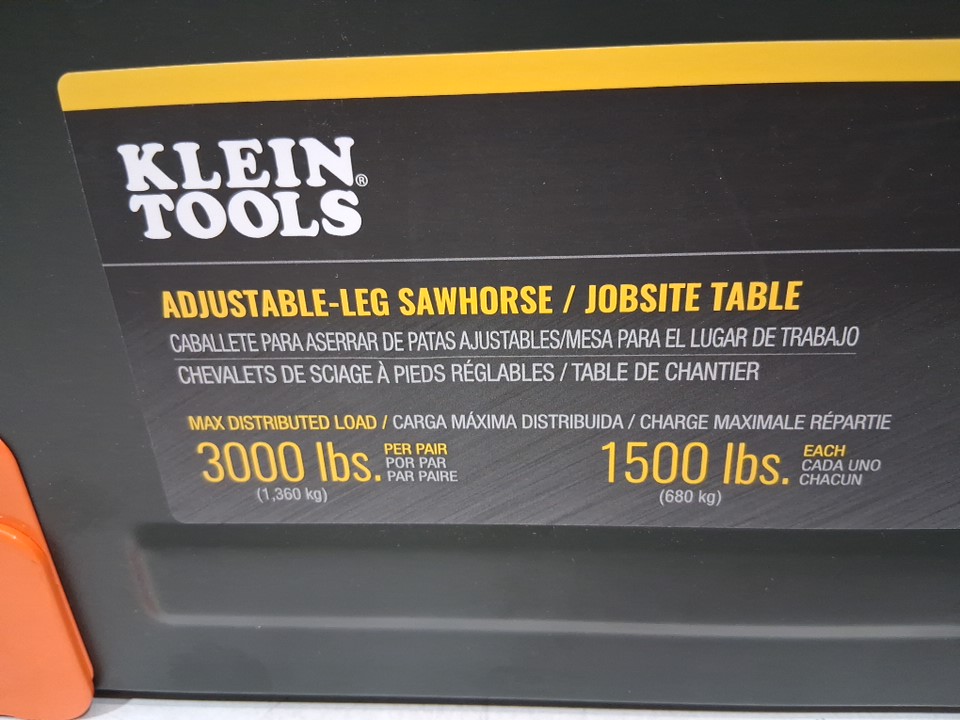 KLEIN
TOOLS®
ADJUSTABLE-LEG SAWHORSE / JOBSITE TABLE
CABALLETE PARA ASERRAR DE PATAS AJUSTABLES/MESA PARA EL LUGAR DE TRABAJO
CHEVALETS DE SCIAGE À PIEDS RÉGLABLES / TABLE DE CHANTIER
MAX DISTRIBUTED LOAD / CARGA MÁXIMA DISTRIBUIDA / CHARGE MAXIMALE RÉPARTIE
3000 lbs. PER PAIR
POR PAR
PAR PAIRE
(1,360 kg)
1500 lbs. EACH
CADA UNO
CHACUN
(680 kg)